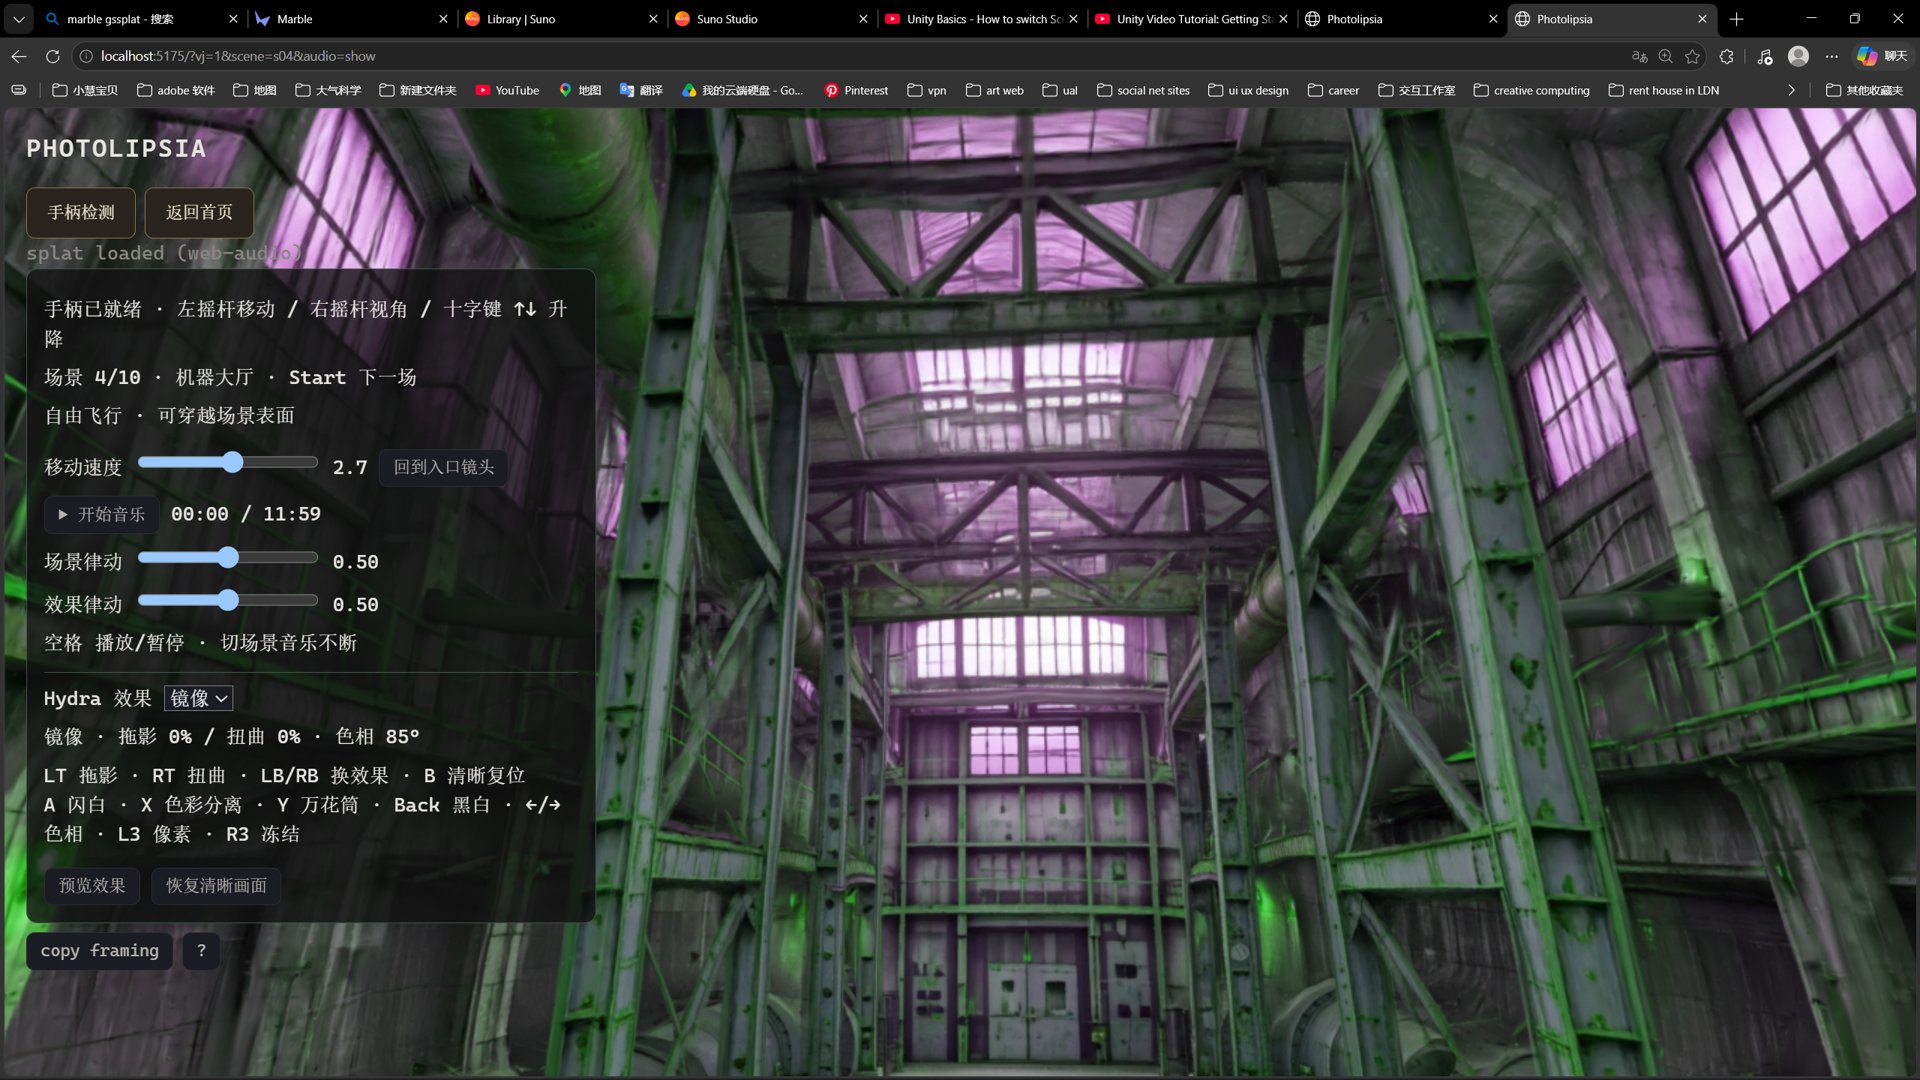 marble gssplat - 搜索
Marble
Library | Suno
Suno Studio
Unity Basics - How to switch Sc
Unity Video Tutorial: Getting St
Photolipsia
Photolipsia
localhost:5175/?vj=1&scene=s04&audio=show
聊天
小慧宝贝
adobe 软件
地图
大气科学
新建文件夹
YouTube
地图
翻译
我的云端硬盘 - Go...
Pinterest
vpn
art web
ual
social net sites
ui ux design
career
交互工作室
creative computing
rent house in LDN
其他收藏夹
PHOTOLIPSIA
手柄检测
返回首页
splat loaded (web-audio)
手柄已就绪 · 左摇杆移动 / 右摇杆视角 / 十字键 ↑↓ 升
降
场景 4/10 · 机器大厅 · Start 下一场
自由飞行 · 可穿越场景表面
移动速度 2.7 回到入口镜头
▶ 开始音乐 00:00 / 11:59
场景律动 0.50
效果律动 0.50
空格 播放/暂停 · 切场景音乐不断
Hydra 效果 镜像
镜像 · 拖影 0% / 扭曲 0% · 色相 85°
LT 拖影 · RT 扭曲 · LB/RB 换效果 · B 清晰复位
A 闪白 · X 色彩分离 · Y 万花筒 · Back 黑白 · ←/→
色相 · L3 像素 · R3 冻结
预览效果
恢复清晰画面
copy framing
?